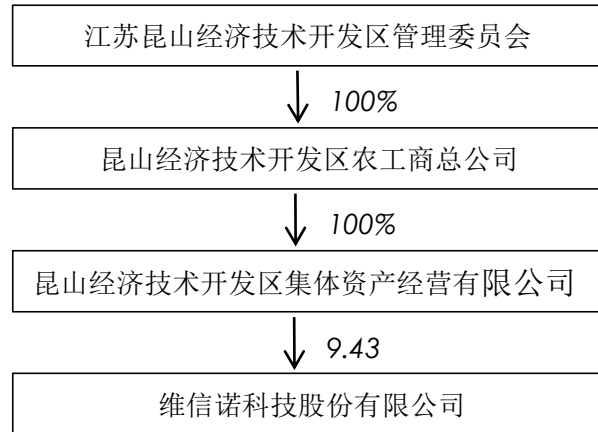 江苏昆山经济技术开发区管理委员会
100%
昆山经济技术开发区农工商总公司
100%
昆山经济技术开发区集体资产经营有限公司
9.43
维信诺科技股份有限公司